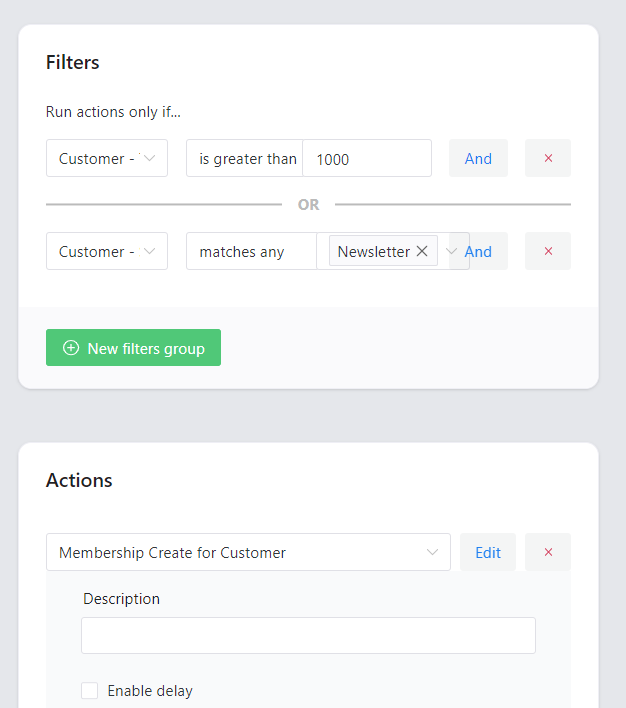 Filters
Run actions only if...
Customer - is greater than 1000 And ×
OR
Customer - matches any Newsletter × And ×
New filters group
Actions
Membership Create for Customer Edit ×
Description
Enable delay